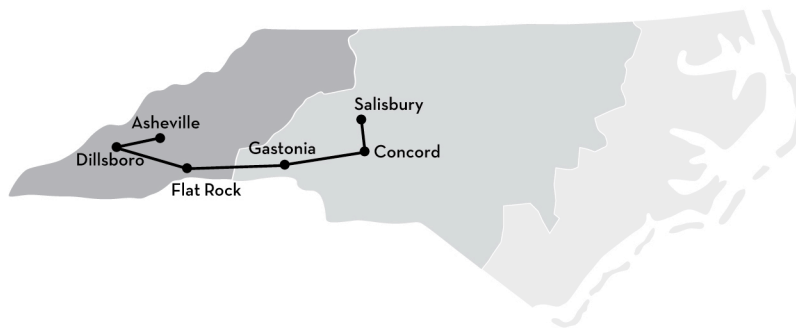 Salisbury
Asheville
Gastonia
Concord
Dillsboro
Flat Rock